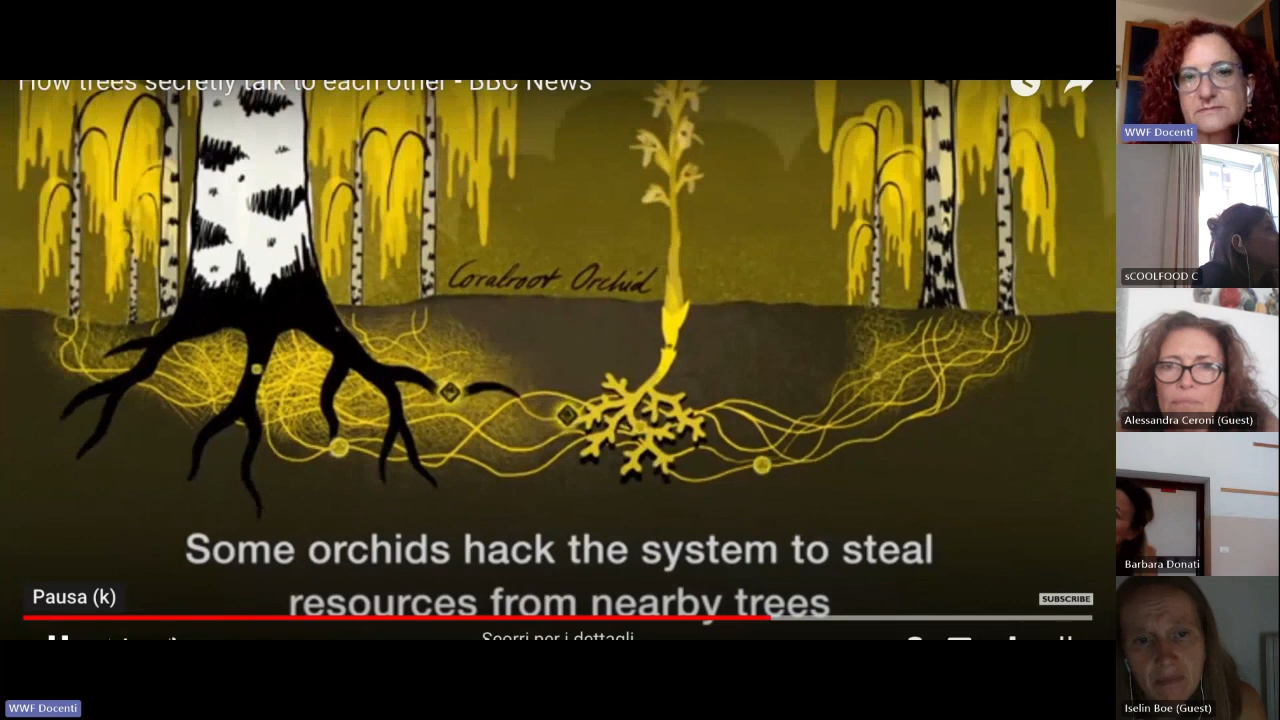 How trees secretly talk to each other - BBC News
WWF Docenti
sCOOLFOOD C
Coralroot Orchid
Alessandra Ceroni (Guest)
Some orchids hack the system to steal
resources from nearby trees
Barbara Donati
Pausa (k)
SUBSCRIBE
Scorri per i dettagli
WWF Docenti
Iselin Boe (Guest)